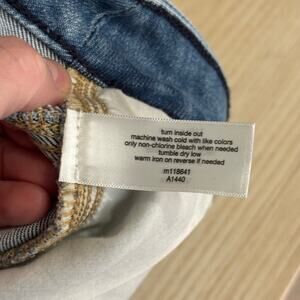 turn inside out
machine wash cold with like colors
only non-chlorine bleach when needed
tumble dry low
warm iron on reverse if needed
m118641
A1440